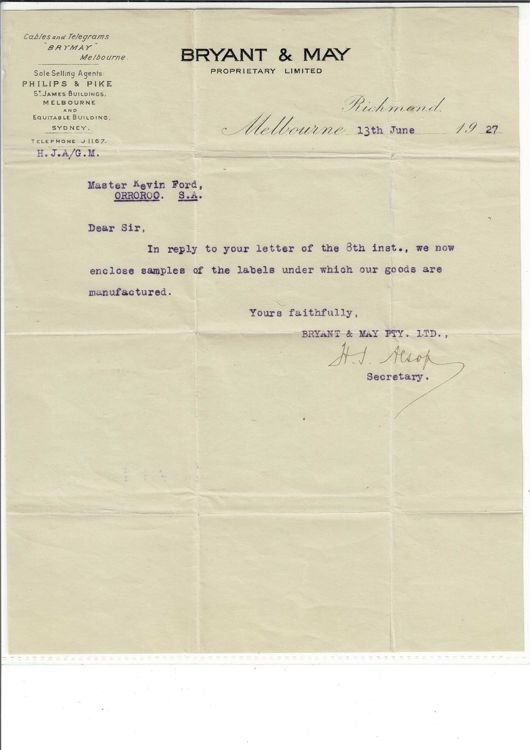 Cables and Telegrams
"BRYMAY"
Melbourne
Sole Selling Agents:
PHILIPS & PIKE
ST. JAMES BUILDINGS,
MELBOURNE
AND
EQUITABLE BUILDING,
SYDNEY.
TELEPHONE J 1167.
H.J.A/G.M.
BRYANT & MAY
PROPRIETARY LIMITED
Richmond.
Melbourne 13th June 1927
Master Kevin Ford,
ORROROO. S.A.
Dear Sir,
In reply to your letter of the 8th inst., we now
enclose samples of the labels under which our goods are
manufactured.
Yours faithfully,
BRYANT & MAY PTY. LTD.,
H. J. Alsop
Secretary.